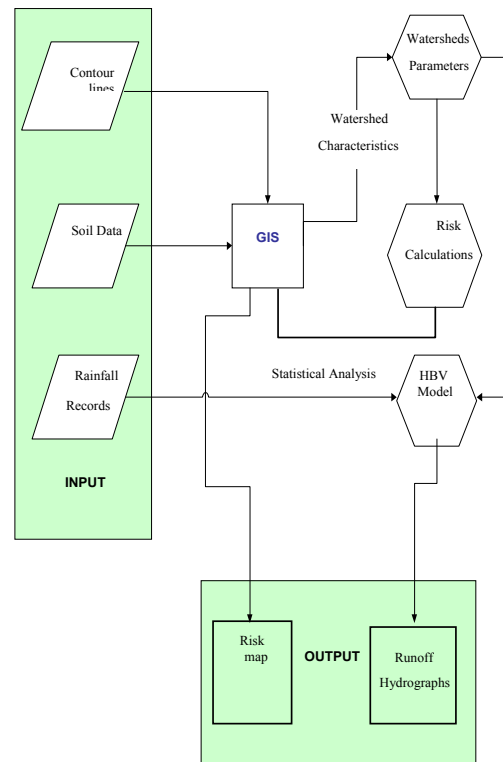 Contour
lines
Watersheds
Parameters
Watershed
Characteristics
Soil Data
GIS
Risk
Calculations
Rainfall
Records
Statistical Analysis
HBV
Model
INPUT
Risk
map
OUTPUT
Runoff
Hydrographs